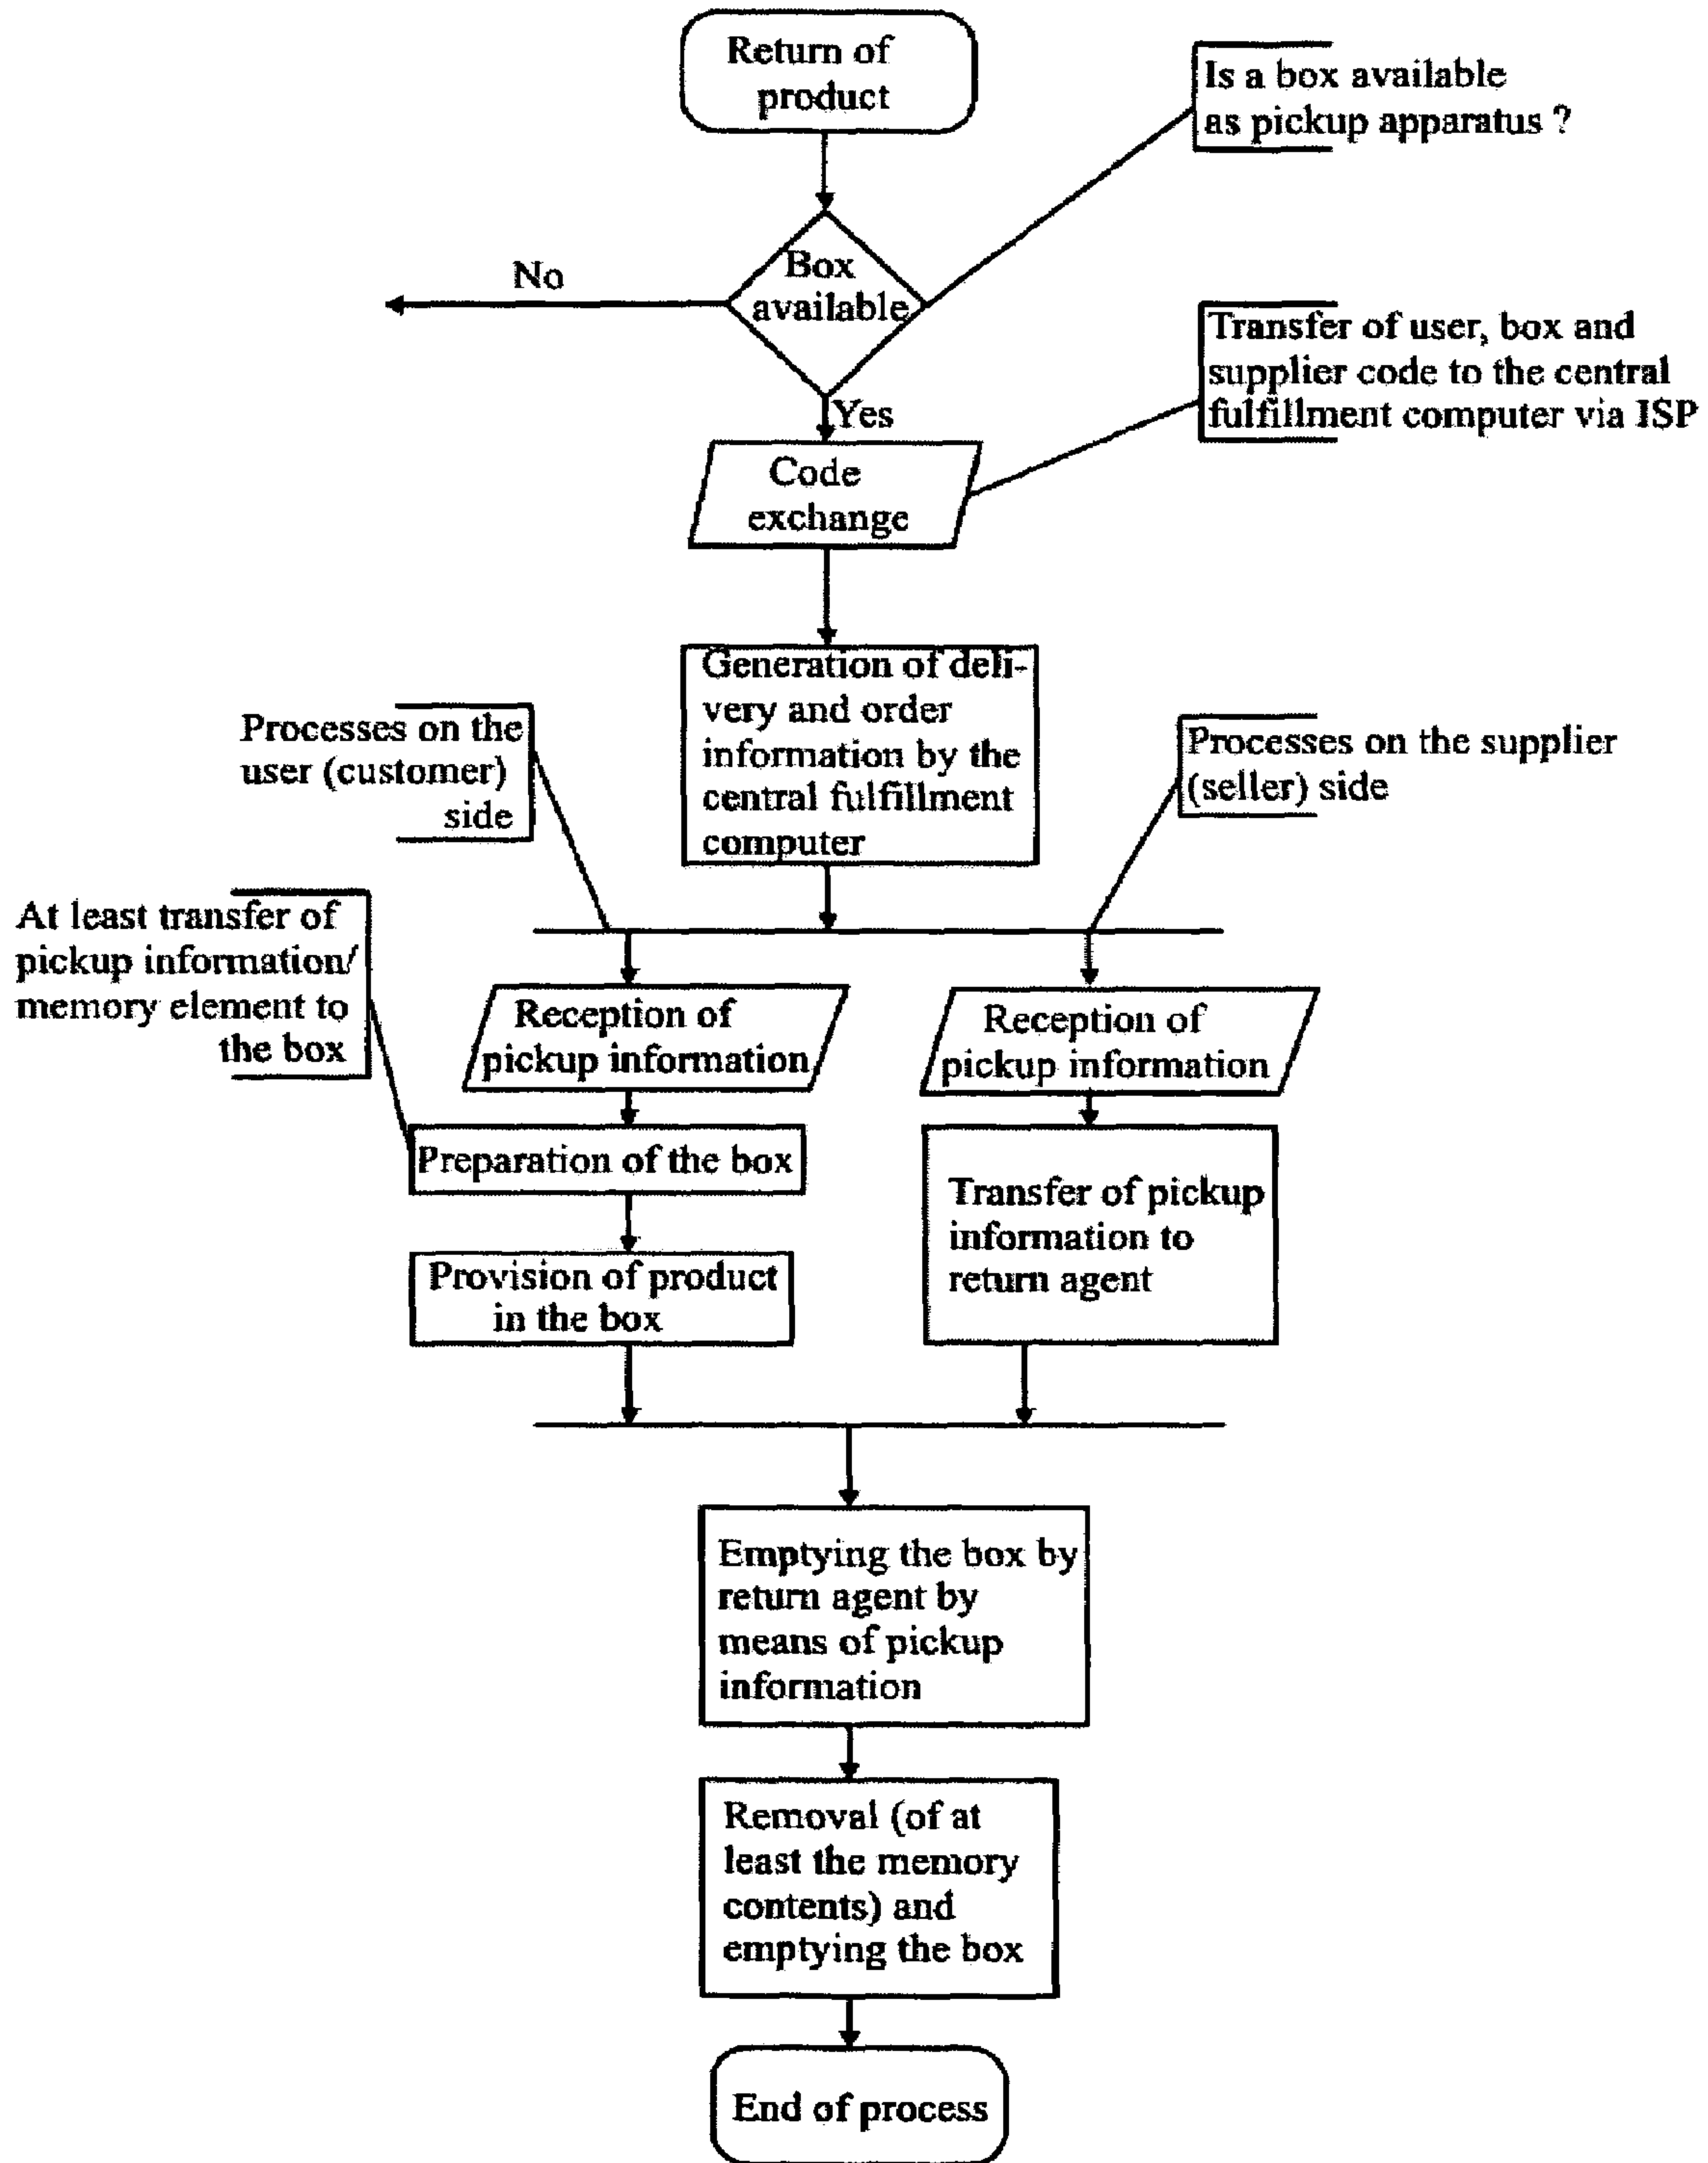 Return of
product
Is a box available
as pickup apparatus ?
Box
available
No
Yes
Transfer of user, box and
supplier code to the central
fulfillment computer via ISP
Code
exchange
Generation of deli-
very and order
information by the
central fulfillment
computer
Processes on the
user (customer)
side
Processes on the supplier
(seller) side
At least transfer of
pickup information/
memory element to
the box
Reception of
pickup information
Reception of
pickup information
Preparation of the box
Transfer of pickup
information to
return agent
Provision of product
in the box
Emptying the box by
return agent by
means of pickup
information
Removal (of at
least the memory
contents) and
emptying the box
End of process